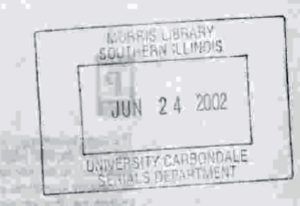 MORRIS LIBRARY
SOUTHERN ILLINOIS
JUN 24 2002
UNIVERSITY CARBONDALE
SERIALS DEPARTMENT